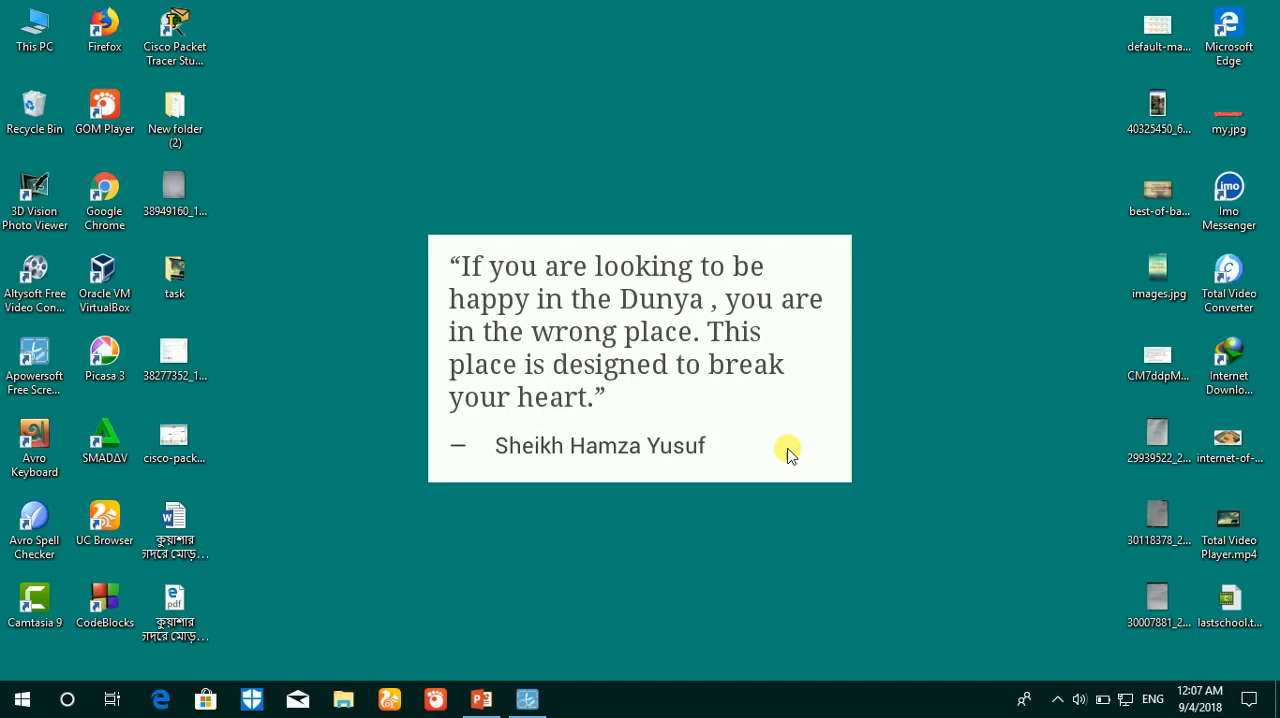 This PC
Firefox
Cisco Packet
Tracer Stu...
Recycle Bin
GOM Player
New folder
(2)
3D Vision
Photo Viewer
Google
Chrome
38949160_1...
Altysoft Free
Video Con...
Oracle VM
VirtualBox
task
Apowersoft
Free Scre...
Picasa 3
38277352_1...
Avro
Keyboard
SMADΔV
cisco-pack...
Avro Spell
Checker
UC Browser
কুয়াশার
চাদরে মোড়...
Camtasia 9
CodeBlocks
pdf
কুয়াশার
চাদরে মোড়...
“If you are looking to be
happy in the Dunya , you are
in the wrong place. This
place is designed to break
your heart.”
— Sheikh Hamza Yusuf
default-ma...
Microsoft
Edge
40325450_6...
my.jpg
best-of-ba...
imo
Imo
Messenger
images.jpg
Total Video
Converter
CM7ddpM...
Internet
Downlo...
29939522_2...
internet-of-...
30118378_2...
Total Video
Player.mp4
30007881_2...
lastschool.t...
ENG
12:07 AM
9/4/2018